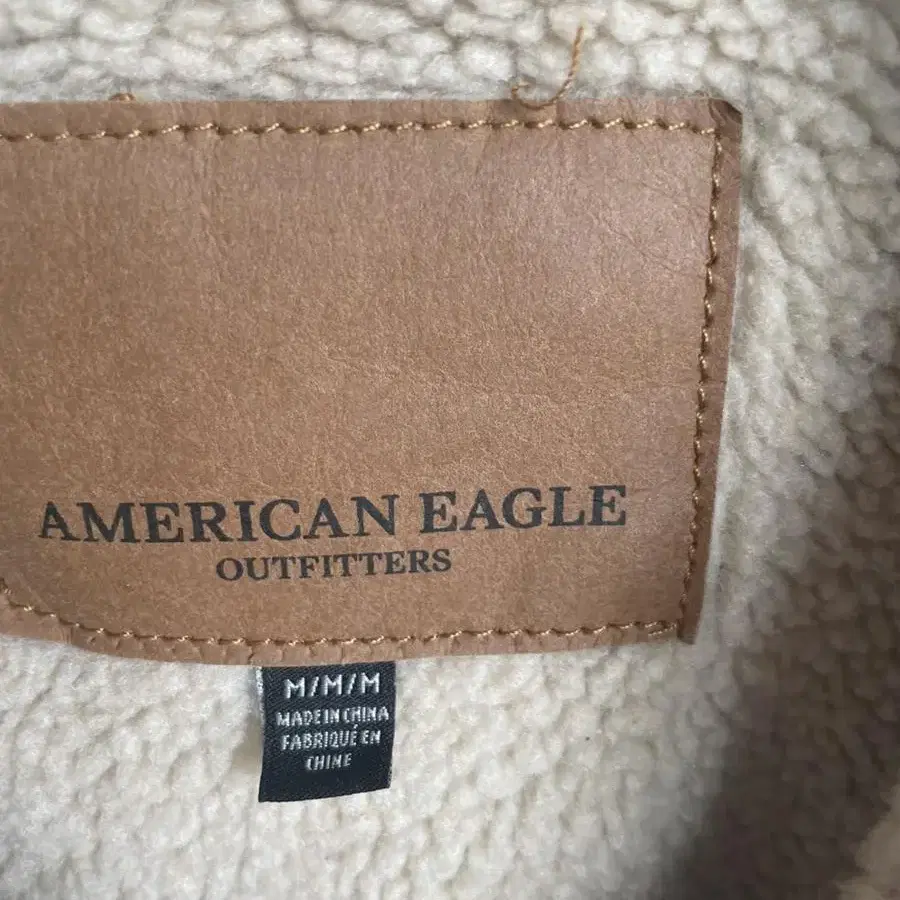 AMERICAN EAGLE
OUTFITTERS
M/M/M
MADE IN CHINA
FABRIQUÉ EN
CHINE